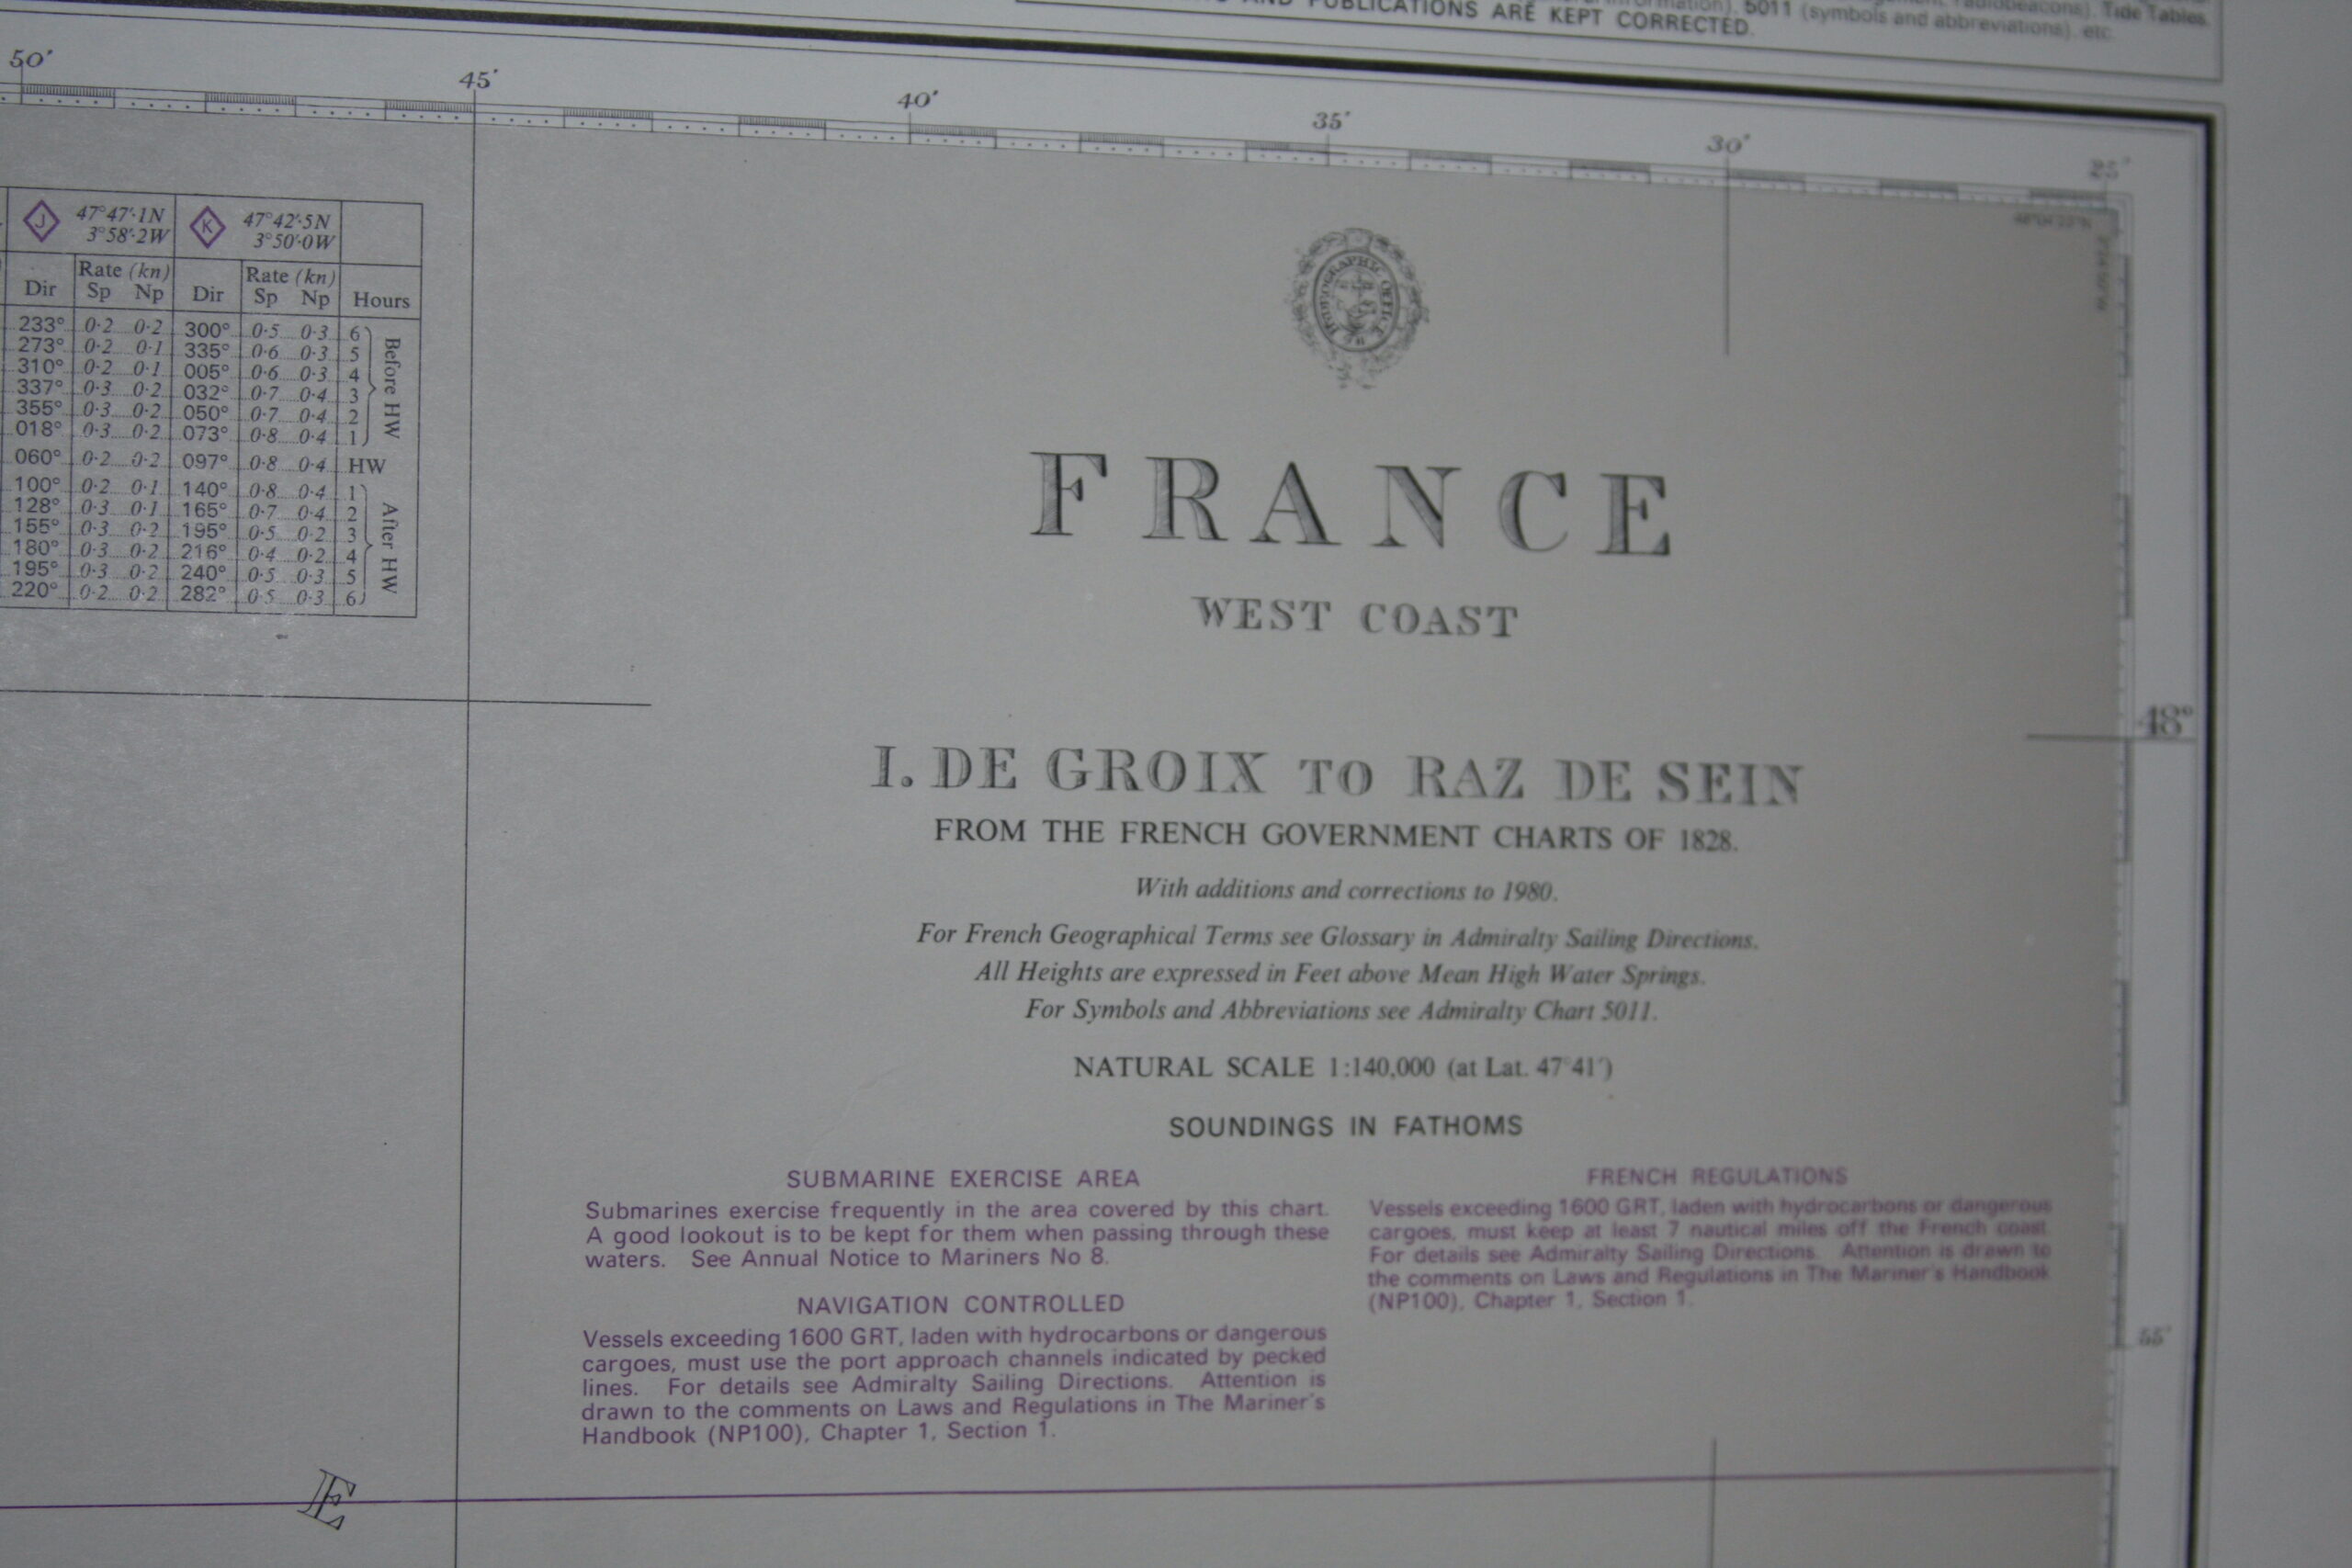 5011 (symbols and abbreviations), etc.
AND PUBLICATIONS ARE KEPT CORRECTED.
50′ 45′ 40′ 35′ 30′ 25′
J 47°47′·1N K 47°42′·5N
3°58′·2W 3°50′·0W
Rate (kn) Rate (kn)
Dir Sp Np Dir Sp Np Hours
233° 0·2 0·2 300° 0·5 0·3 6
273° 0·2 0·1 335° 0·6 0·3 5
310° 0·2 0·1 005° 0·6 0·3 4
337° 0·3 0·2 032° 0·7 0·4 3
355° 0·3 0·2 050° 0·7 0·4 2
018° 0·3 0·2 073° 0·8 0·4 1
Before HW
060° 0·2 0·2 097° 0·8 0·4 HW
100° 0·2 0·1 140° 0·8 0·4 1
128° 0·3 0·1 165° 0·7 0·4 2
155° 0·3 0·2 195° 0·5 0·2 3
180° 0·3 0·2 216° 0·4 0·2 4
195° 0·3 0·2 240° 0·5 0·3 5
220° 0·2 0·2 282° 0·5 0·3 6
After HW
HYDROGRAPHIC OFFICE
FRANCE
WEST COAST
48°
I. DE GROIX TO RAZ DE SEIN
FROM THE FRENCH GOVERNMENT CHARTS OF 1828.
With additions and corrections to 1980.
For French Geographical Terms see Glossary in Admiralty Sailing Directions.
All Heights are expressed in Feet above Mean High Water Springs.
For Symbols and Abbreviations see Admiralty Chart 5011.
NATURAL SCALE 1:140,000 (at Lat. 47°41′)
SOUNDINGS IN FATHOMS
SUBMARINE EXERCISE AREA
Submarines exercise frequently in the area covered by this chart.
A good lookout is to be kept for them when passing through these
waters. See Annual Notice to Mariners No 8.
NAVIGATION CONTROLLED
Vessels exceeding 1600 GRT, laden with hydrocarbons or dangerous
cargoes, must use the port approach channels indicated by pecked
lines. For details see Admiralty Sailing Directions. Attention is
drawn to the comments on Laws and Regulations in The Mariner's
Handbook (NP100), Chapter 1, Section 1.
FRENCH REGULATIONS
Vessels exceeding 1600 GRT, laden with hydrocarbons or dangerous
cargoes, must keep at least 7 nautical miles off the French coast.
For details see Admiralty Sailing Directions. Attention is drawn to
the comments on Laws and Regulations in The Mariner's Handbook
(NP100), Chapter 1, Section 1.
55′
E